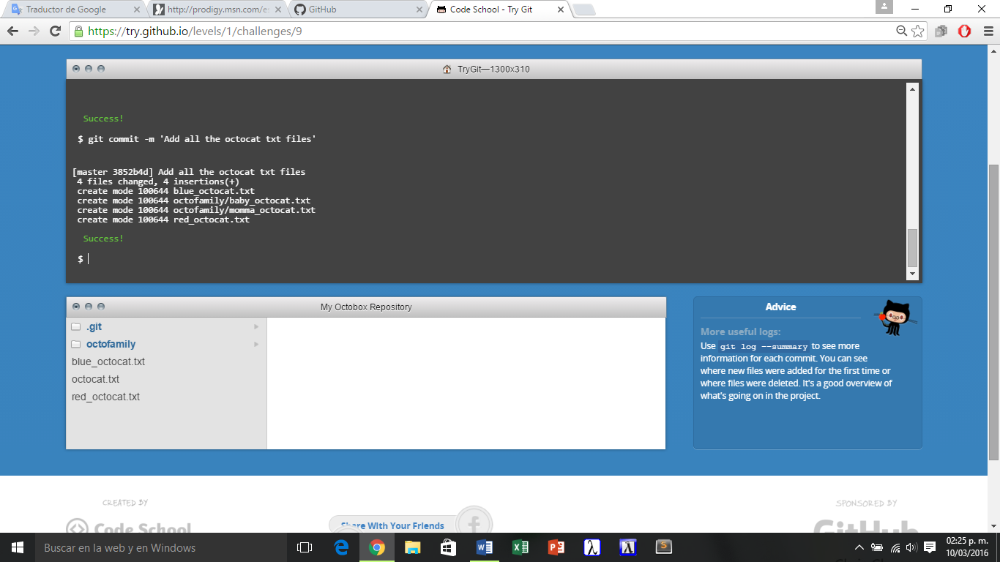 Traductor de Google
http://prodigy.msn.com/es
GitHub
Code School - Try Git
https://try.github.io/levels/1/challenges/9
TryGit—1300x310
Success!
$ git commit -m 'Add all the octocat txt files'
[master 3852b4d] Add all the octocat txt files
4 files changed, 4 insertions(+)
create mode 100644 blue_octocat.txt
create mode 100644 octofamily/baby_octocat.txt
create mode 100644 octofamily/momma_octocat.txt
create mode 100644 red_octocat.txt
Success!
$
My Octobox Repository
.git
octofamily
blue_octocat.txt
octocat.txt
red_octocat.txt
Advice
More useful logs:
Use git log --summary to see more
information for each commit. You can see
where new files were added for the first time or
where files were deleted. It's a good overview of
what's going on in the project.
CREATED BY
Code School
Share With Your Friends
SPONSORED BY
GitHub
Buscar en la web y en Windows
02:25 p. m.
10/03/2016